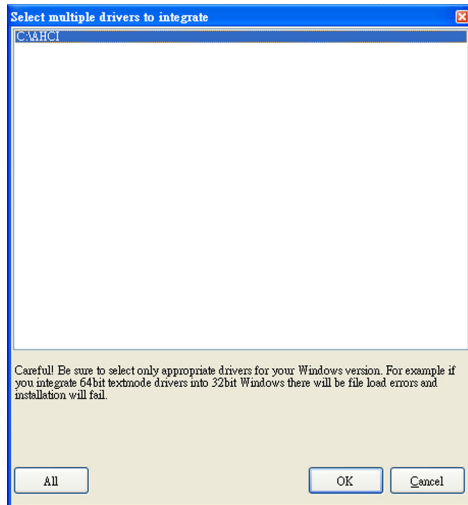 Select multiple drivers to integrate
C:\AHCI
Careful! Be sure to select only appropriate drivers for your Windows version. For example if
you integrate 64bit textmode drivers into 32bit Windows there will be file load errors and
installation will fail.
All
OK
Cancel